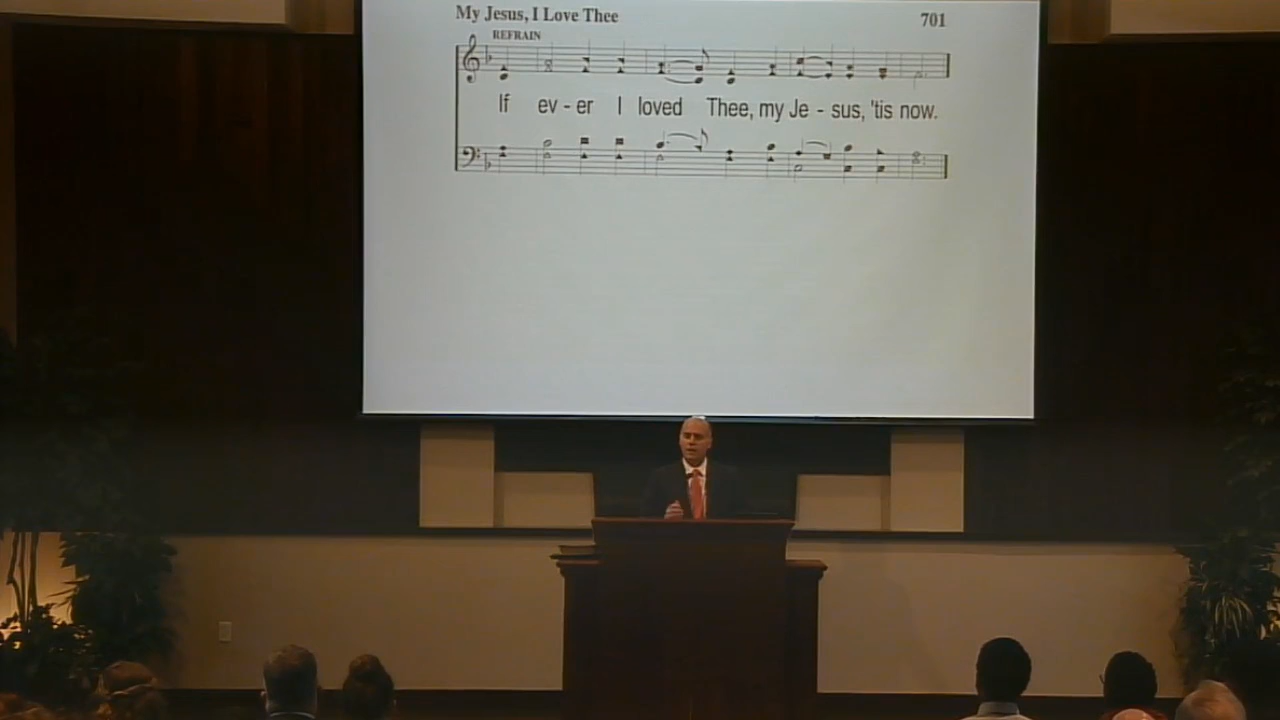 My Jesus, I Love Thee 701
REFRAIN
If ev - er I loved Thee, my Je - sus, 'tis now.